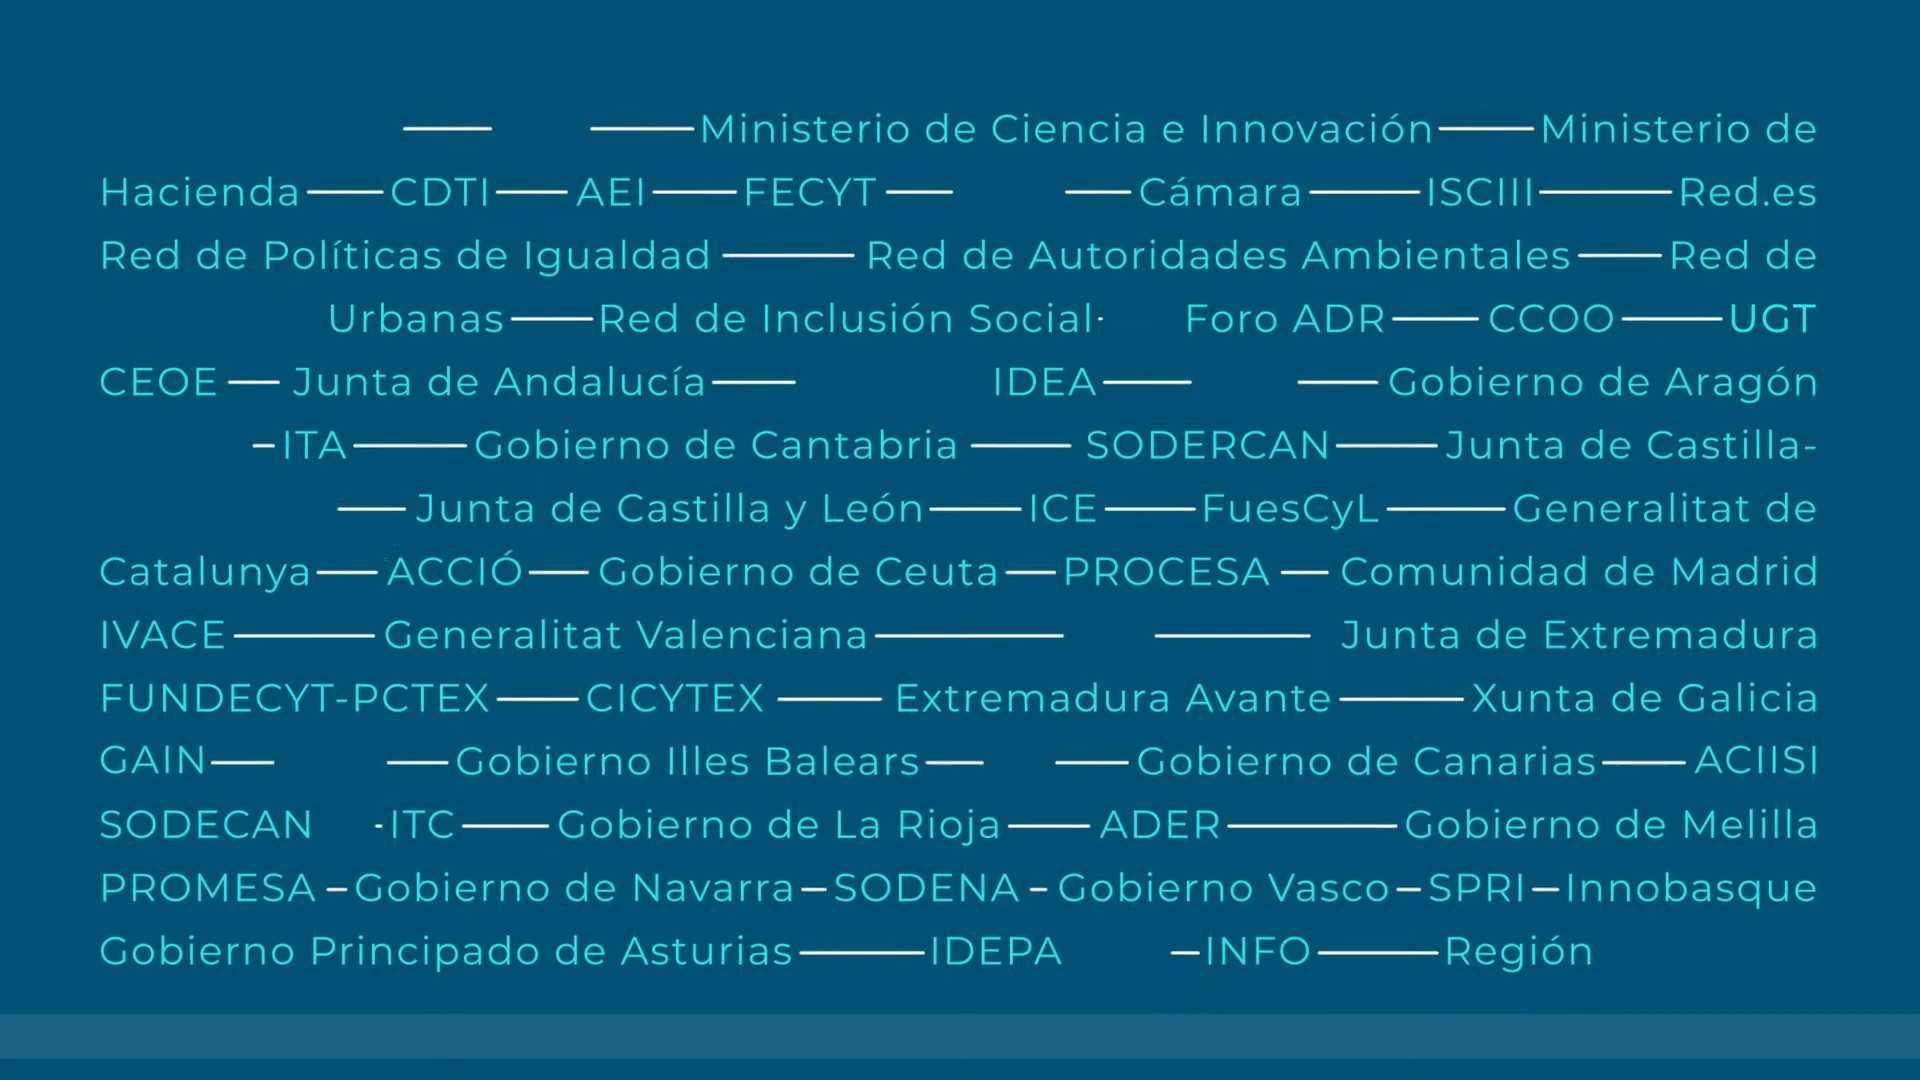 Ministerio de Ciencia e Innovación Ministerio de
Hacienda CDTI AEI FECYT Cámara ISCIII Red.es
Red de Políticas de Igualdad Red de Autoridades Ambientales Red de
Urbanas Red de Inclusión Social Foro ADR CCOO UGT
CEOE Junta de Andalucía IDEA Gobierno de Aragón
ITA Gobierno de Cantabria SODERCAN Junta de Castilla-
Junta de Castilla y León ICE FuesCyL Generalitat de
Catalunya ACCIÓ Gobierno de Ceuta PROCESA Comunidad de Madrid
IVACE Generalitat Valenciana Junta de Extremadura
FUNDECYT-PCTEX CICYTEX Extremadura Avante Xunta de Galicia
GAIN Gobierno Illes Balears Gobierno de Canarias ACIISI
SODECAN ITC Gobierno de La Rioja ADER Gobierno de Melilla
PROMESA Gobierno de Navarra SODENA Gobierno Vasco SPRI Innobasque
Gobierno Principado de Asturias IDEPA INFO Región